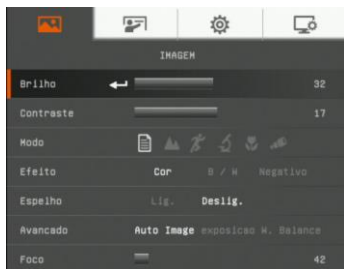 IMAGEM
Brilho 32
Contraste 17
Modo
Efeito Cor B / W Negativo
Espelho Lig. Deslig.
Avancado Auto Image exposicao W. Balance
Foco 42